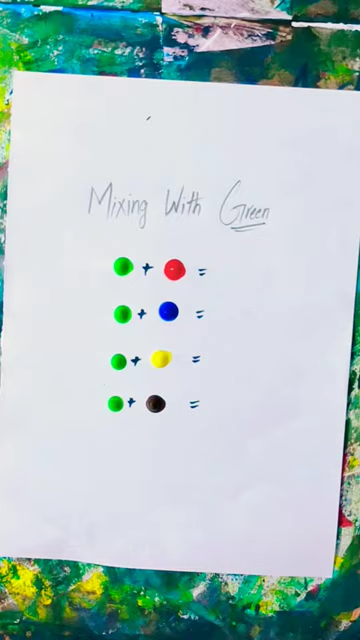 Mixing With Green
+ =
+ =
+ =
+ =